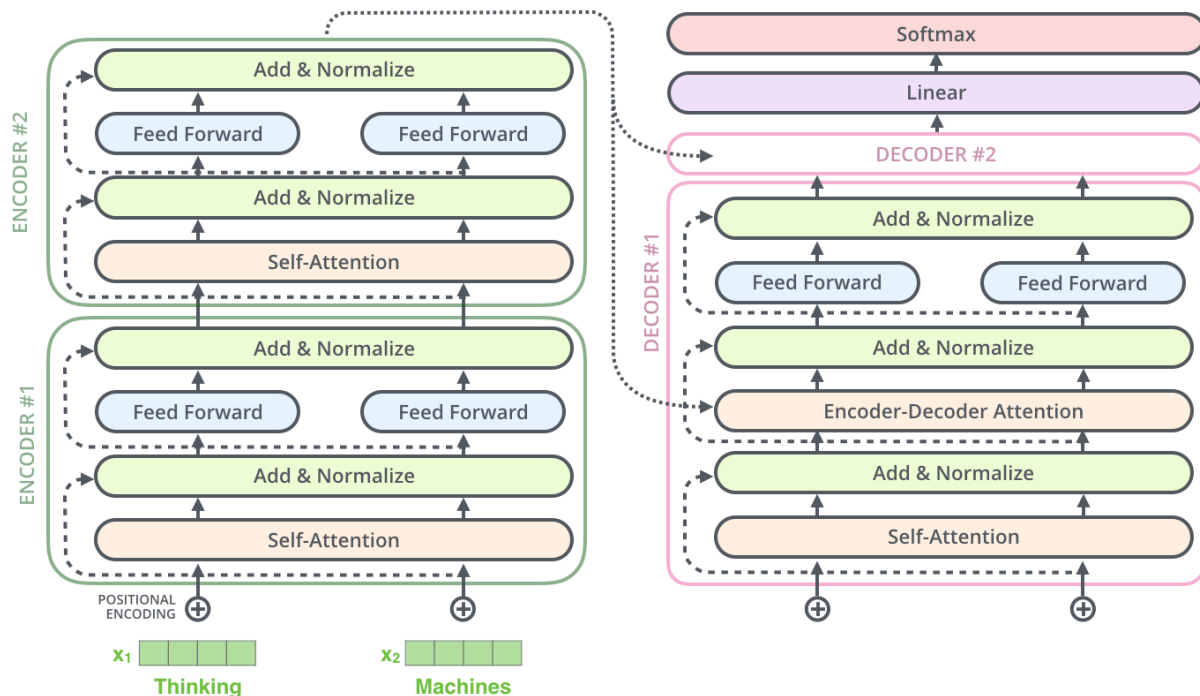 ENCODER #2
Add & Normalize
Feed Forward
Feed Forward
Add & Normalize
Self-Attention
ENCODER #1
Add & Normalize
Feed Forward
Feed Forward
Add & Normalize
Self-Attention
POSITIONAL
ENCODING
x₁
x₂
Thinking
Machines
Softmax
Linear
DECODER #2
DECODER #1
Add & Normalize
Feed Forward
Feed Forward
Add & Normalize
Encoder-Decoder Attention
Add & Normalize
Self-Attention